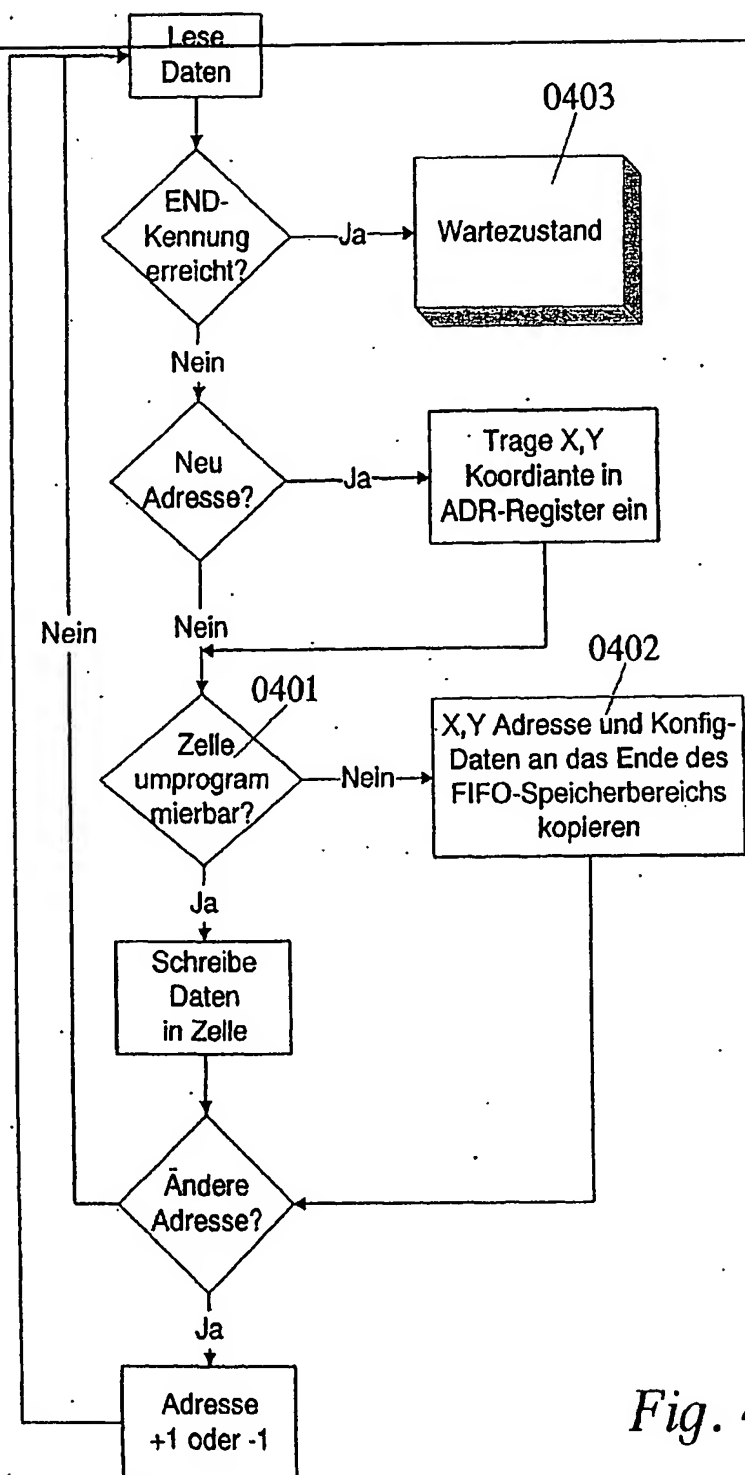 Lese
Daten
0403
END-
Kennung
erreicht?
Ja
Wartezustand
Nein
Neu
Adresse?
Ja
Trage X,Y
Koordiante in
ADR-Register ein
Nein
Nein
0402
0401
Zelle
umprogram
mierbar?
Nein
X,Y Adresse und Konfig-
Daten an das Ende des
FIFO-Speicherbereichs
kopieren
Ja
Schreibe
Daten
in Zelle
Ändere
Adresse?
Ja
Adresse
+1 oder -1
Fig.